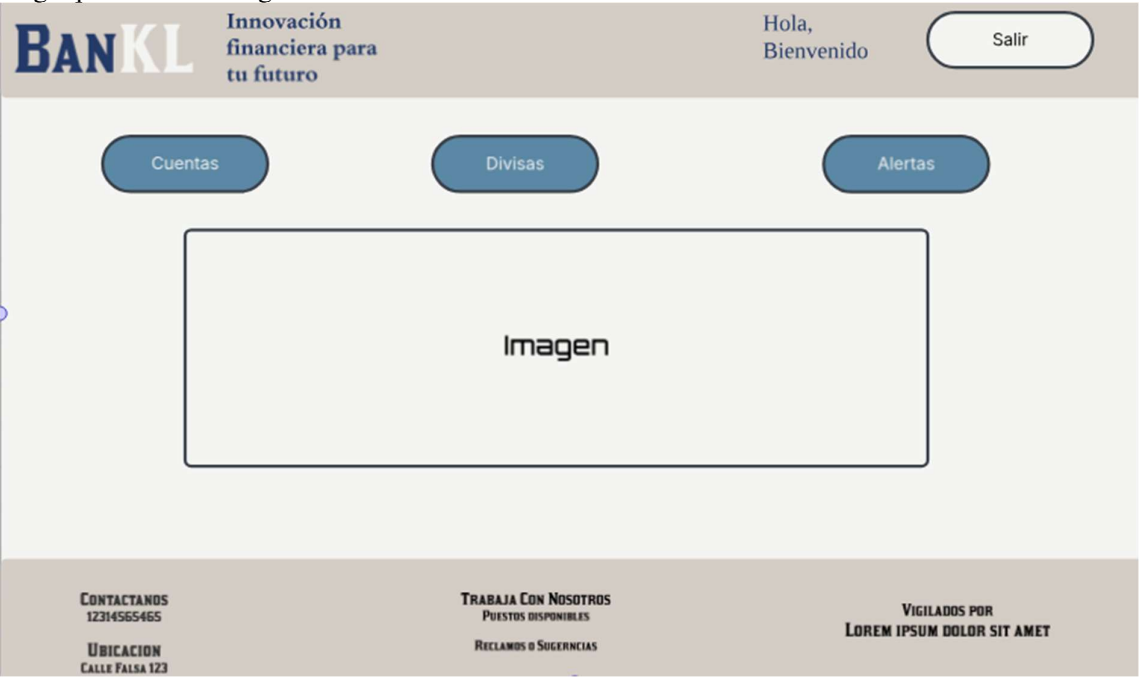 BANKL
Innovación
financiera para
tu futuro
Hola,
Bienvenido
Salir
Cuentas
Divisas
Alertas
Imagen
CONTACTANOS
12314565465
UBICACION
CALLE FALSA 123
TRABAJA CON NOSOTROS
PUESTOS DISPONIBLES
RECLAMOS O SUGERNCIAS
VIGILADOS POR
LOREM IPSUM DOLOR SIT AMET